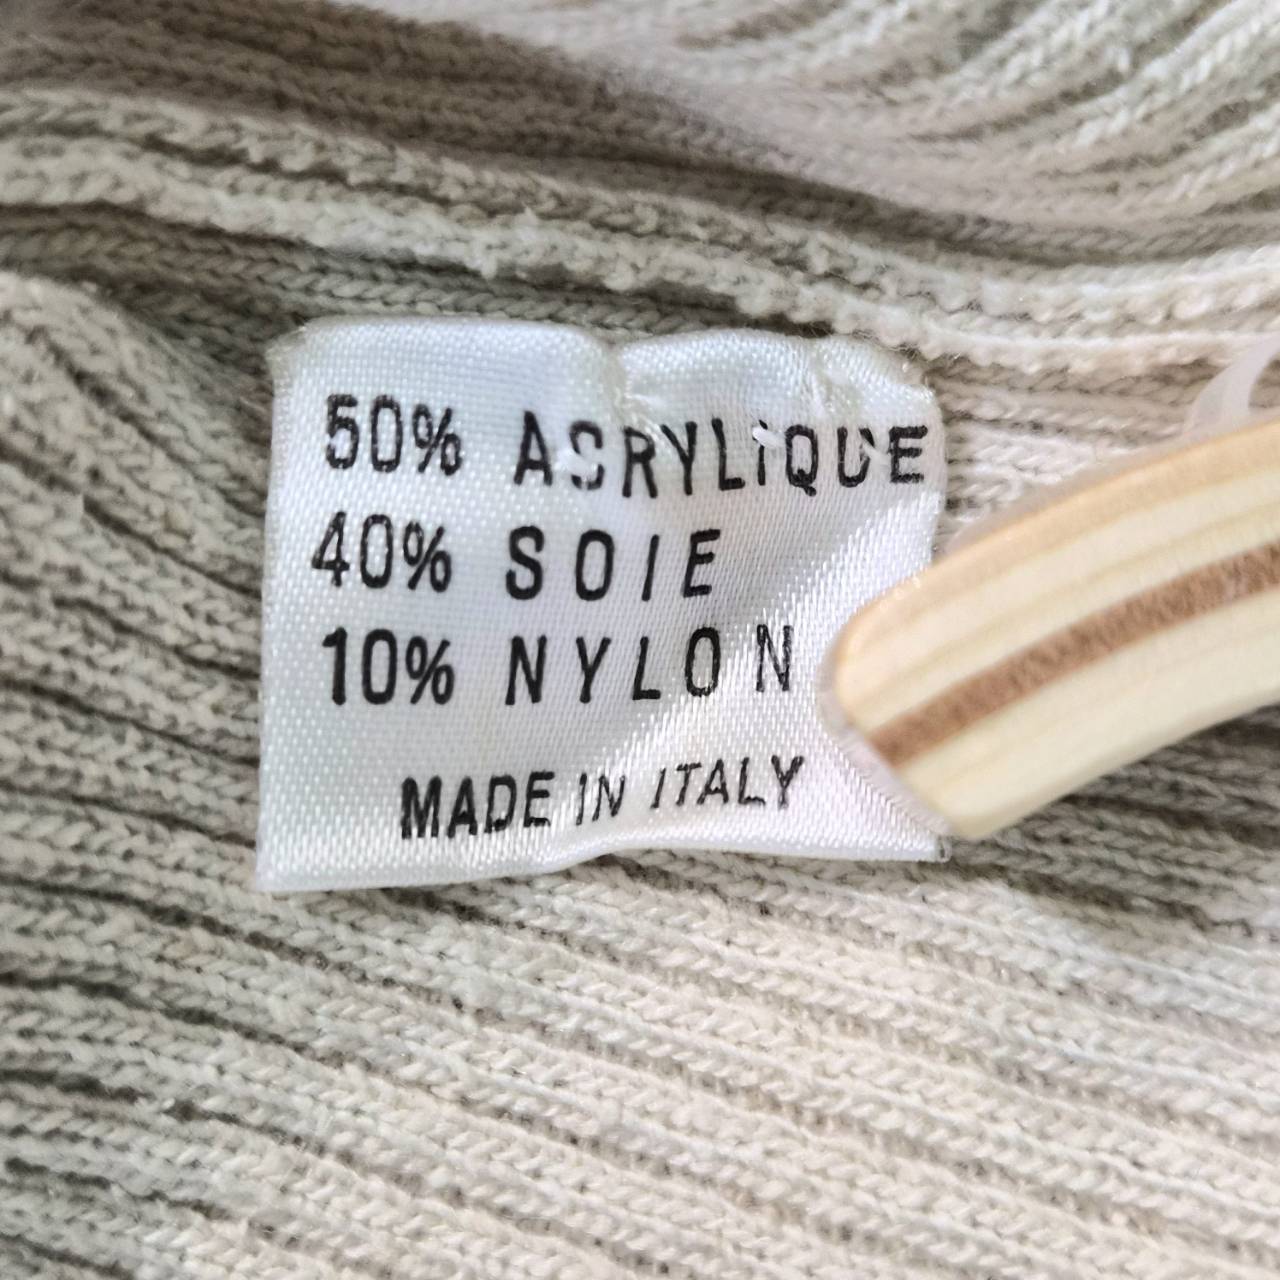 50% ACRYLIQUE
40% SOIE
10% NYLON
MADE IN ITALY